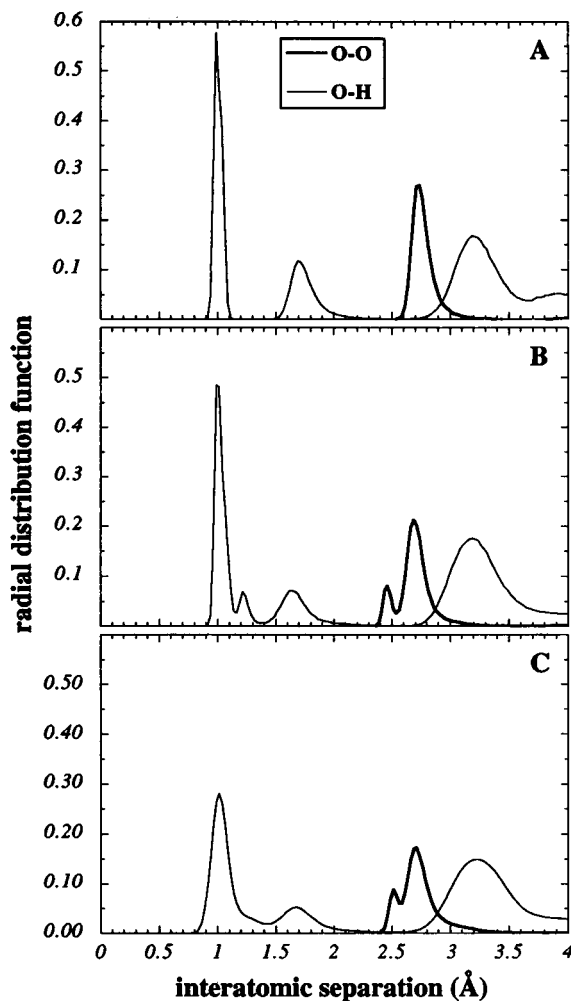 0.6
A
O-O
O-H
0.5
0.4
0.3
0.2
0.1
B
0.5
0.4
0.3
0.2
0.1
C
0.50
0.40
0.30
0.20
0.10
0.00
0 0.5 1 1.5 2 2.5 3 3.5 4
radial distribution function
interatomic separation (Å)